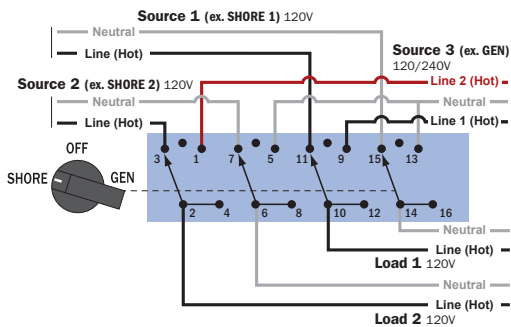 Source 1 (ex. SHORE 1) 120V
Neutral
Line (Hot)
Source 3 (ex. GEN)
120/240V
Line 2 (Hot)
Source 2 (ex. SHORE 2) 120V
Neutral
Neutral
Line (Hot)
Line 1 (Hot)
OFF
SHORE
GEN
3 1 7 5 11 9 15 13
2 4 6 8 10 12 14 16
Neutral
Line (Hot)
Load 1 120V
Neutral
Line (Hot)
Load 2 120V